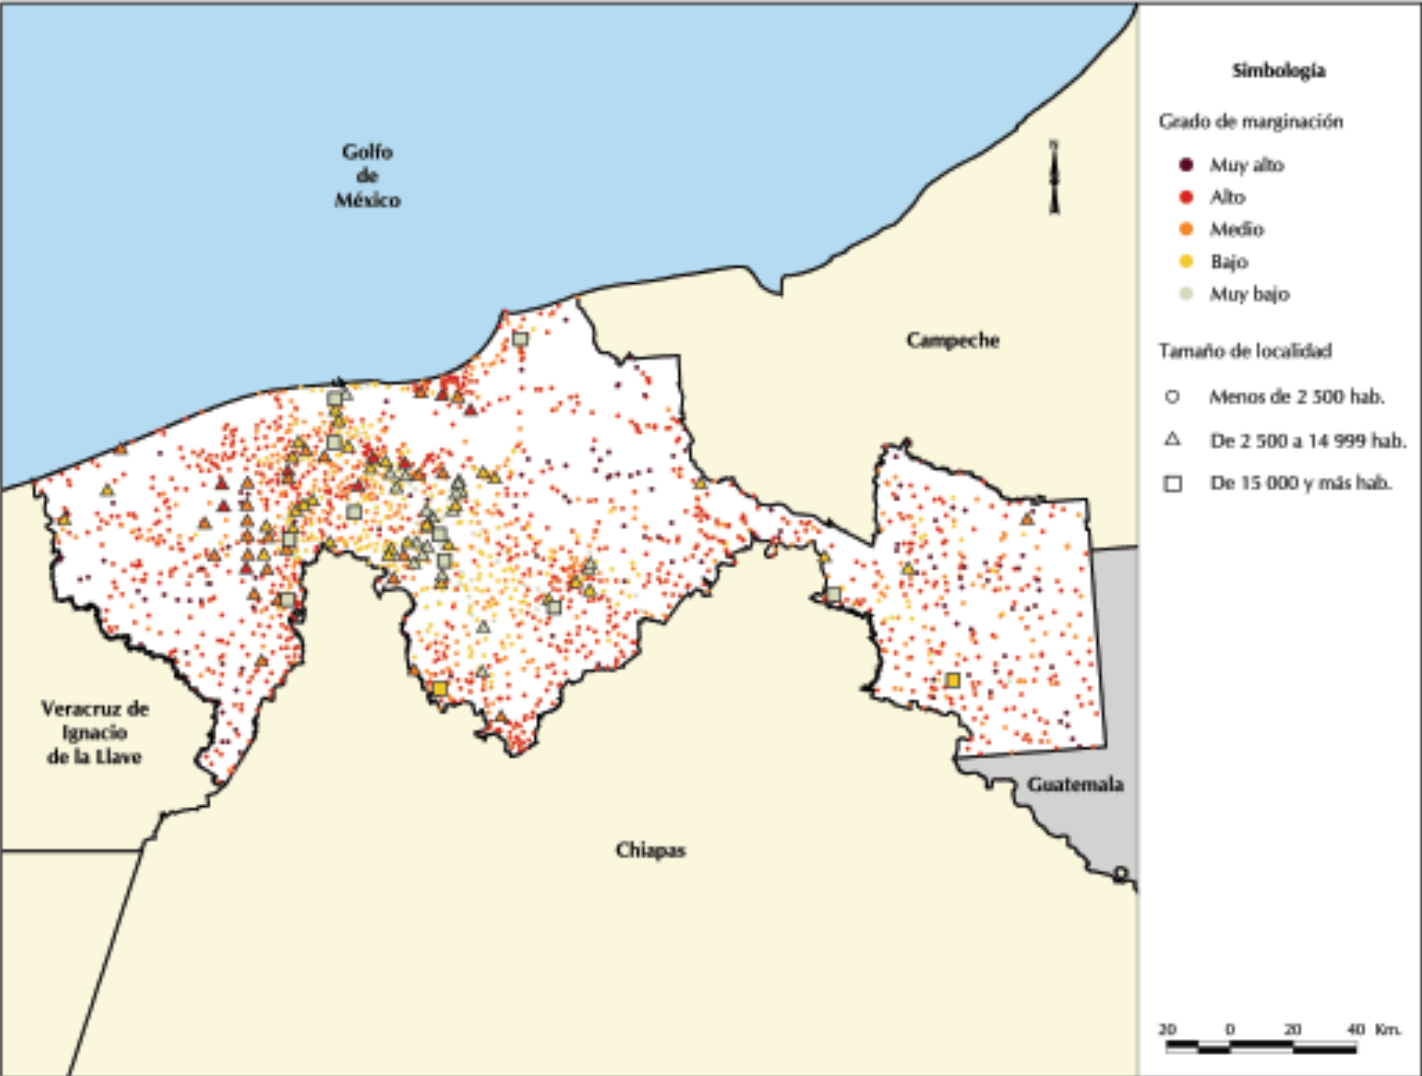 Golfo
de
México
Campeche
Veracruz de
Ignacio
de la Llave
Chiapas
Guatemala
N
Simbología
Grado de marginación
Muy alto
Alto
Medio
Bajo
Muy bajo
Tamaño de localidad
Menos de 2 500 hab.
De 2 500 a 14 999 hab.
De 15 000 y más hab.
20 0 20 40 Km.